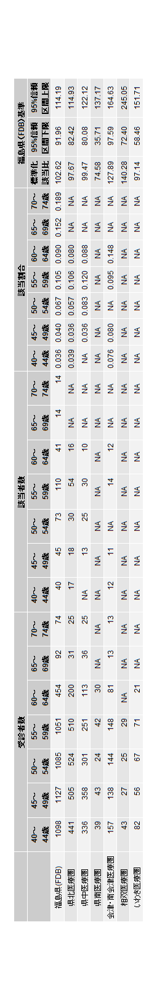 受診者数 該当者数 該当割合 福島県(FDB)基準
40～44歳 45～49歳 50～54歳 55～59歳 60～64歳 65～69歳 70～74歳 40～44歳 45～49歳 50～54歳 55～59歳 60～64歳 65～69歳 70～74歳 40～44歳 45～49歳 50～54歳 55～59歳 60～64歳 65～69歳 70～74歳 標準化該当比 95%信頼区間下限 95%信頼区間上限
福島県(FDB) 1098 1127 1085 1051 454 92 74 40 45 73 110 41 14 14 0.036 0.040 0.067 0.105 0.090 0.152 0.189 102.62 91.96 114.19
県北医療圏 441 505 524 510 200 31 25 17 18 30 54 16 NA NA 0.039 0.036 0.057 0.106 0.080 NA NA 97.67 82.42 114.93
県中医療圏 336 358 301 251 113 36 25 NA 13 25 30 10 NA NA NA 0.036 0.083 0.120 0.088 NA NA 99.47 80.08 122.12
県南医療圏 39 43 24 42 30 NA NA NA NA NA NA NA NA NA NA NA NA NA NA NA NA 74.58 35.71 137.17
会津・南会津医療圏 157 138 144 148 81 13 13 12 11 NA 14 12 NA NA 0.076 0.080 NA 0.095 0.148 NA NA 127.89 97.59 164.63
相双医療圏 43 27 25 29 NA NA NA NA NA NA NA NA NA NA NA NA NA NA NA NA NA 140.28 72.40 245.05
いわき医療圏 82 56 67 71 21 NA NA NA NA NA NA NA NA NA NA NA NA NA NA NA NA 97.14 58.46 151.71